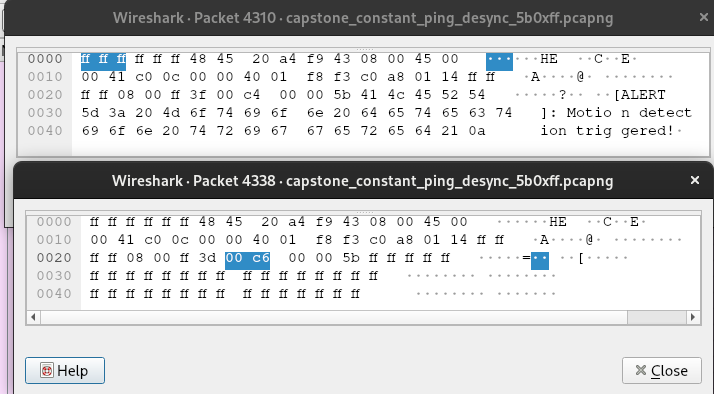 Wireshark · Packet 4310 · capstone_constant_ping_desync_5b0xff.pcapng ×
0000 ff ff ff ff ff ff 48 45 20 a4 f9 43 08 00 45 00 ······HE ··C··E·
0010 00 41 c0 0c 00 00 40 01 f8 f3 c0 a8 01 14 ff ff ·A····@· ········
0020 ff ff 08 00 ff 3f 00 c4 00 00 5b 41 4c 45 52 54 ·····?·· ··[ALERT
0030 5d 3a 20 4d 6f 74 69 6f 6e 20 64 65 74 65 63 74 ]: Motio n detect
0040 69 6f 6e 20 74 72 69 67 67 65 72 65 64 21 0a ion trig gered!·
Wireshark · Packet 4338 · capstone_constant_ping_desync_5b0xff.pcapng ×
0000 ff ff ff ff ff ff 48 45 20 a4 f9 43 08 00 45 00 ······HE ··C··E·
0010 00 41 c0 0c 00 00 40 01 f8 f3 c0 a8 01 14 ff ff ·A····@· ········
0020 ff ff 08 00 ff 3d 00 c6 00 00 5b ff ff ff ff ff ·····=·· ··[·····
0030 ff ff ff ff ff ff ff ff ff ff ff ff ff ff ff ff ········ ········
0040 ff ff ff ff ff ff ff ff ff ff ff ff ff ff ff ········ ·······
Help
Close